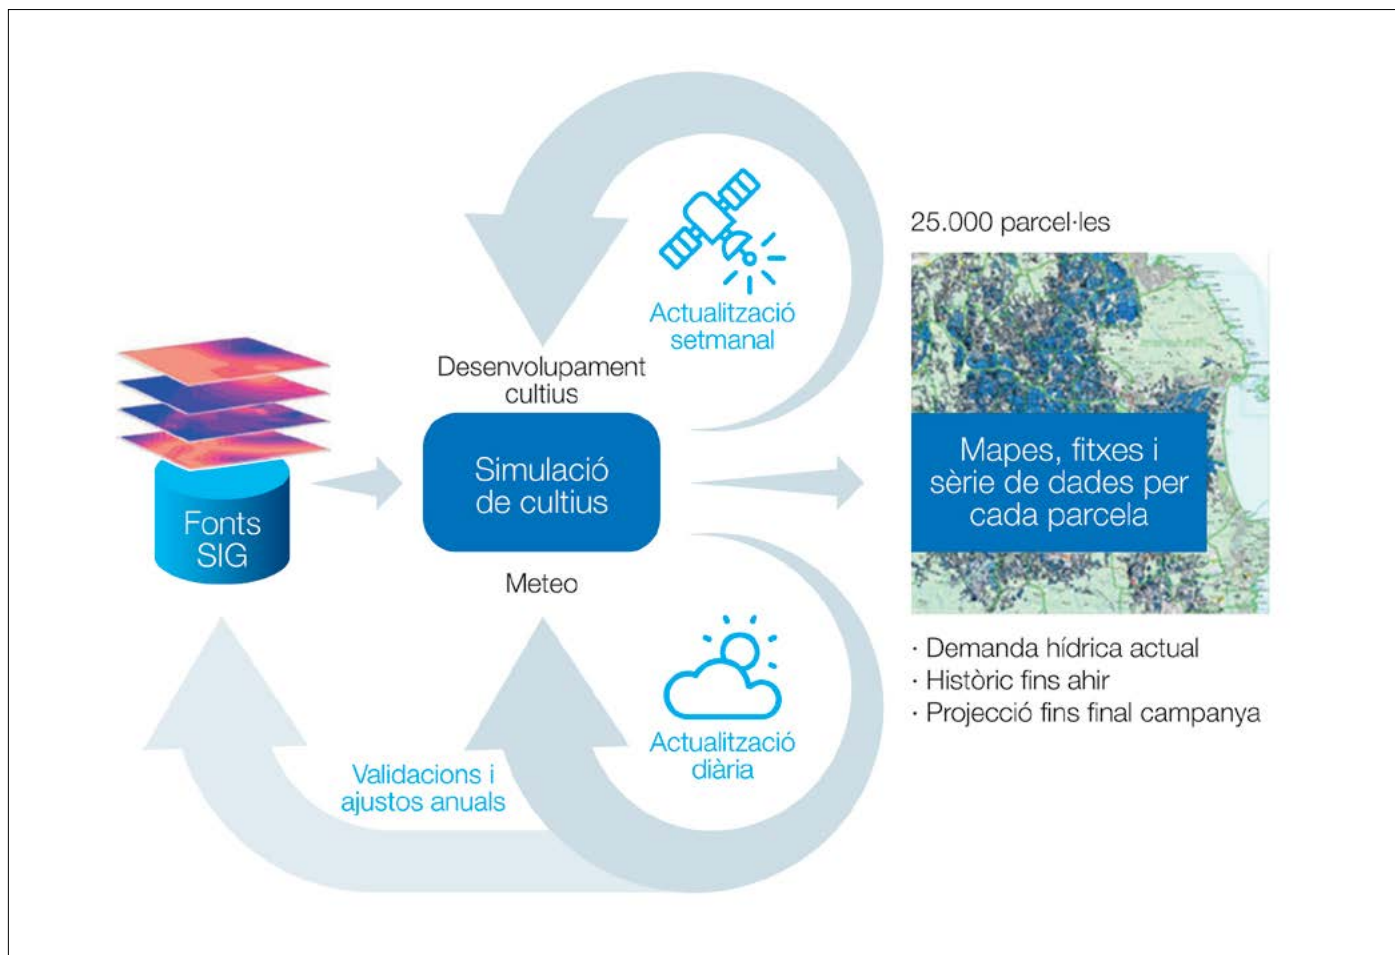 Actualització
setmanal
25.000 parcel·les
Desenvolupament
cultius
Simulació
de cultius
Fonts
SIG
Mapes, fitxes i
sèrie de dades per
cada parcela
Meteo
· Demanda hídrica actual
· Històric fins ahir
· Projecció fins final campanya
Actualització
diària
Validacions i
ajustos anuals